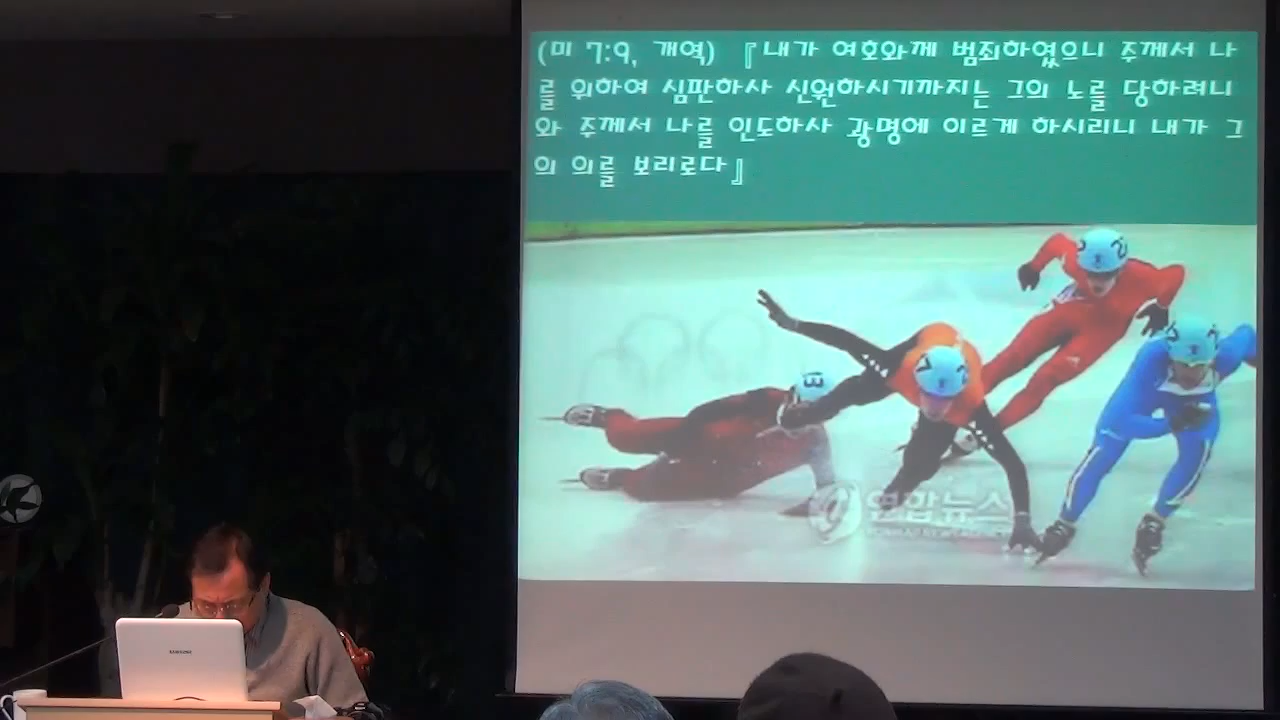 (미 7:9, 개역) 『내가 여호와께 범죄하였으니 주께서 나
를 위하여 심판하사 신원하시기까지는 그의 노를 당하려니
와 주께서 나를 인도하사 광명에 이르게 하시리니 내가 그
의 의를 보리로다』
연합뉴스
SAMSUNG